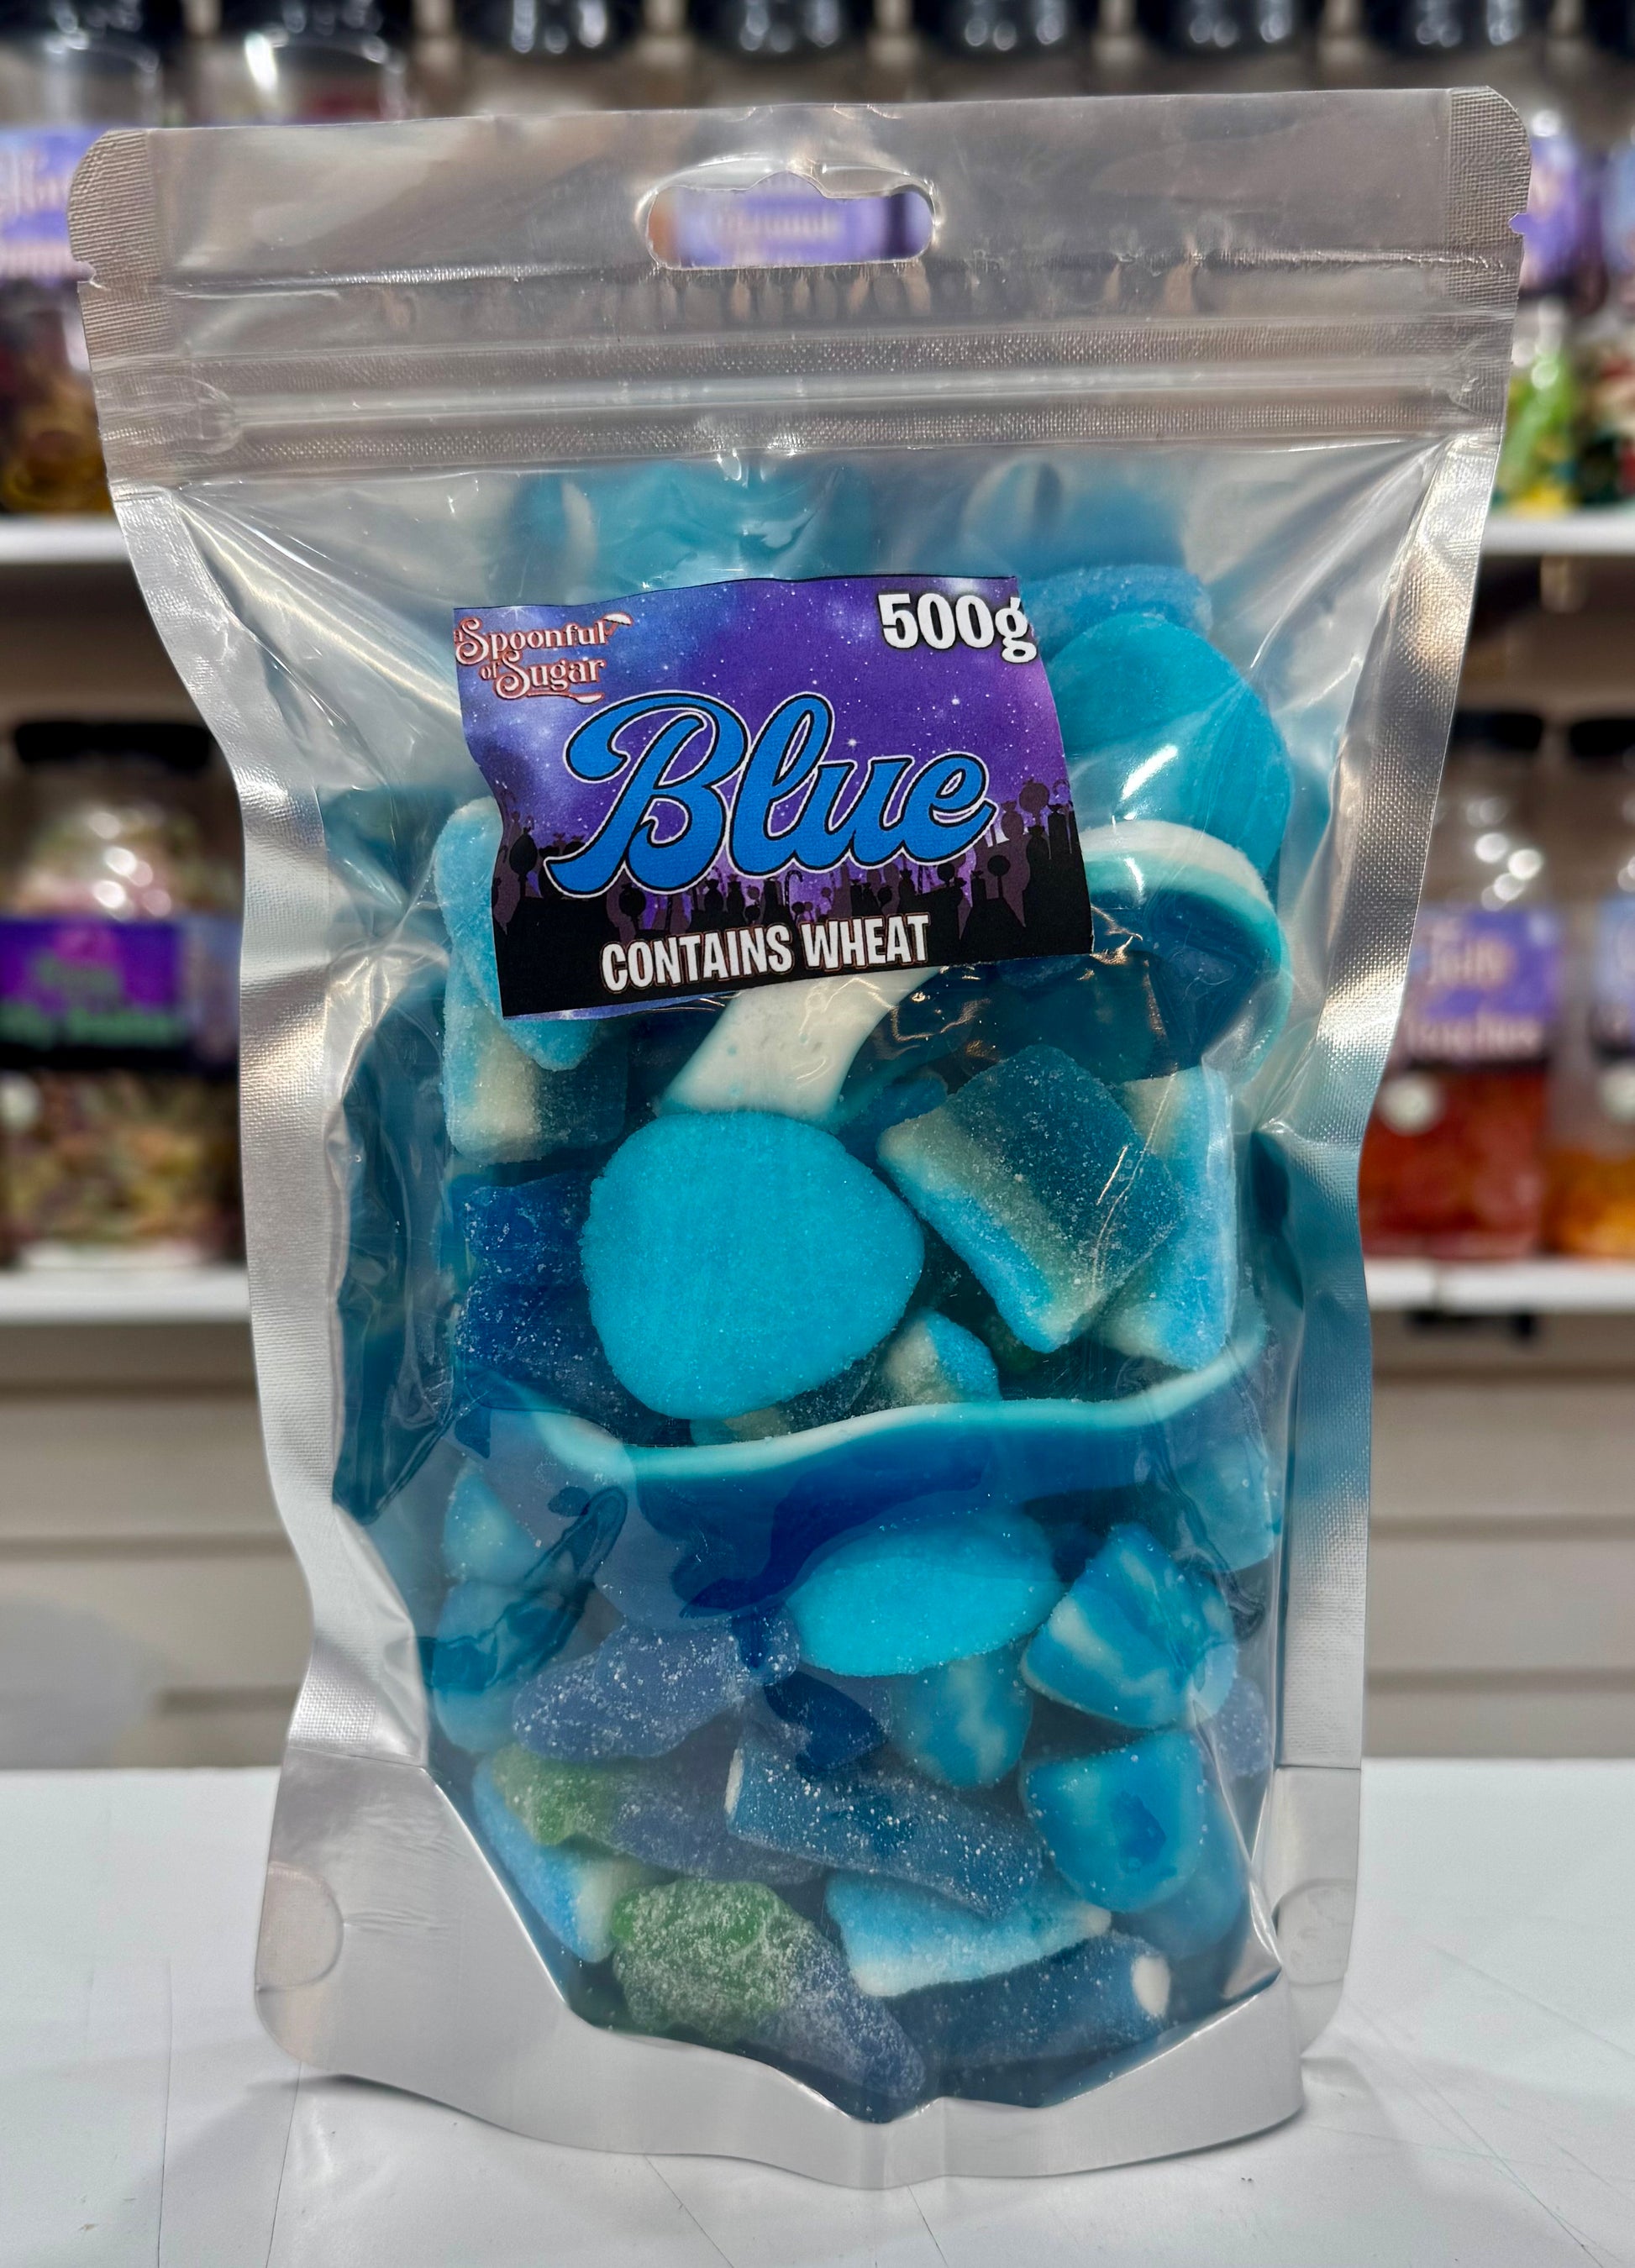 Spoonful
of Sugar
500g
Blue
CONTAINS WHEAT